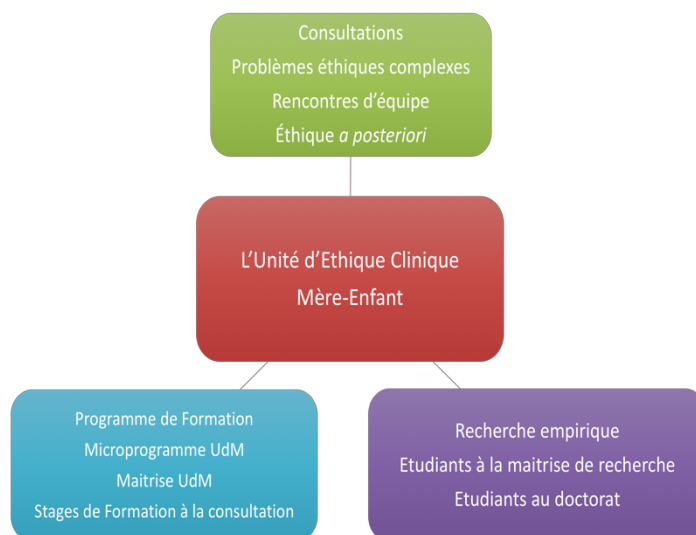 Consultations
Problèmes éthiques complexes
Rencontres d'équipe
Éthique a posteriori
L'Unité d'Ethique Clinique
Mère-Enfant
Programme de Formation
Microprogramme UdM
Maitrise UdM
Stages de Formation à la consultation
Recherche empirique
Etudiants à la maitrise de recherche
Etudiants au doctorat